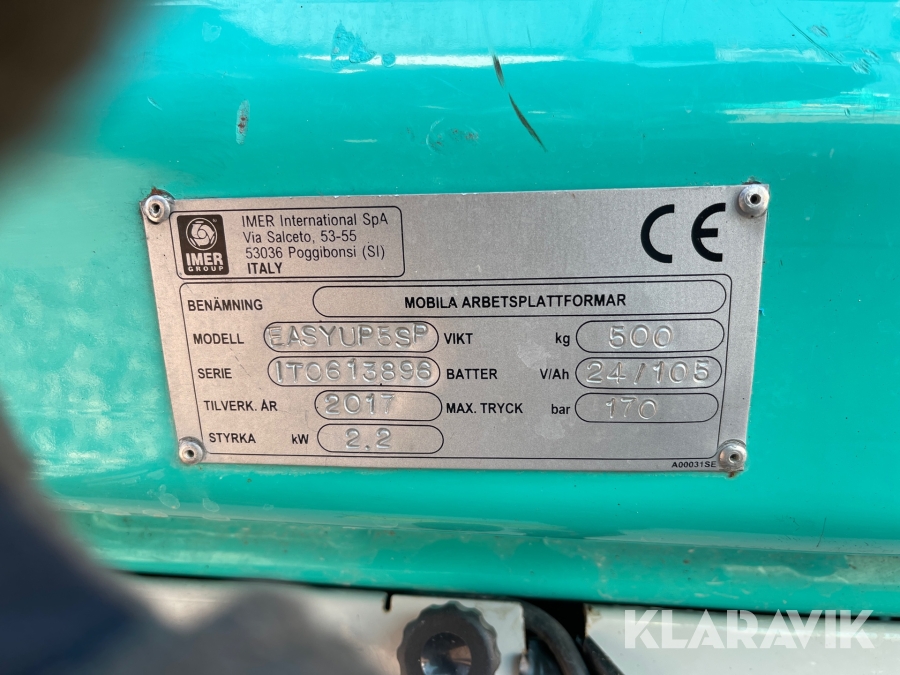 IMER GROUP
IMER International SpA
Via Salceto, 53-55
53036 Poggibonsi (SI)
ITALY
CE
BENÄMNING MOBILA ARBETSPLATTFORMAR
MODELL EASYUP5SP VIKT kg 500
SERIE IT0613896 BATTER V/Ah 24/105
TILVERK. ÅR 2017 MAX. TRYCK bar 170
STYRKA kW 2.2
A00031SE
KLARAVIK